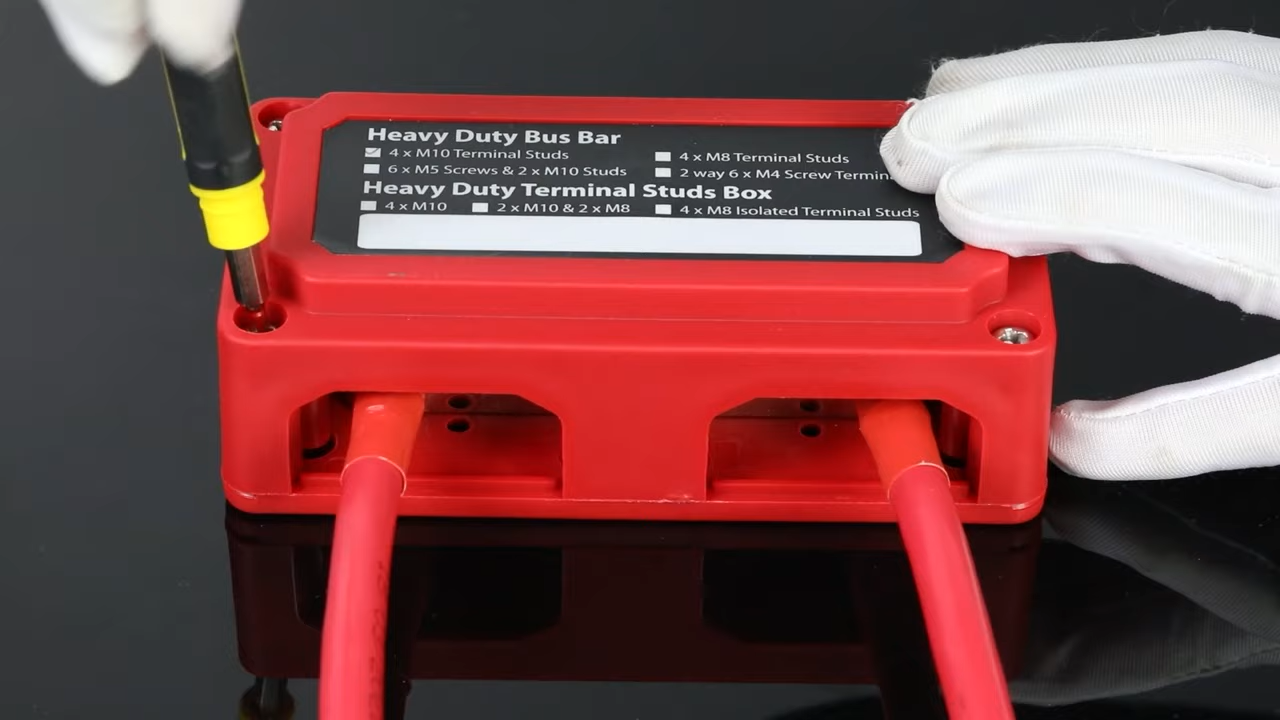 Heavy Duty Bus Bar
4 x M10 Terminal Studs 4 x M8 Terminal Studs
6 x M5 Screws & 2 x M10 Studs 2 way 6 x M4 Screw
Heavy Duty Terminal Studs Box
4 x M10 2 x M10 & 2 x M8 4 x M8 Isolated Terminal Studs